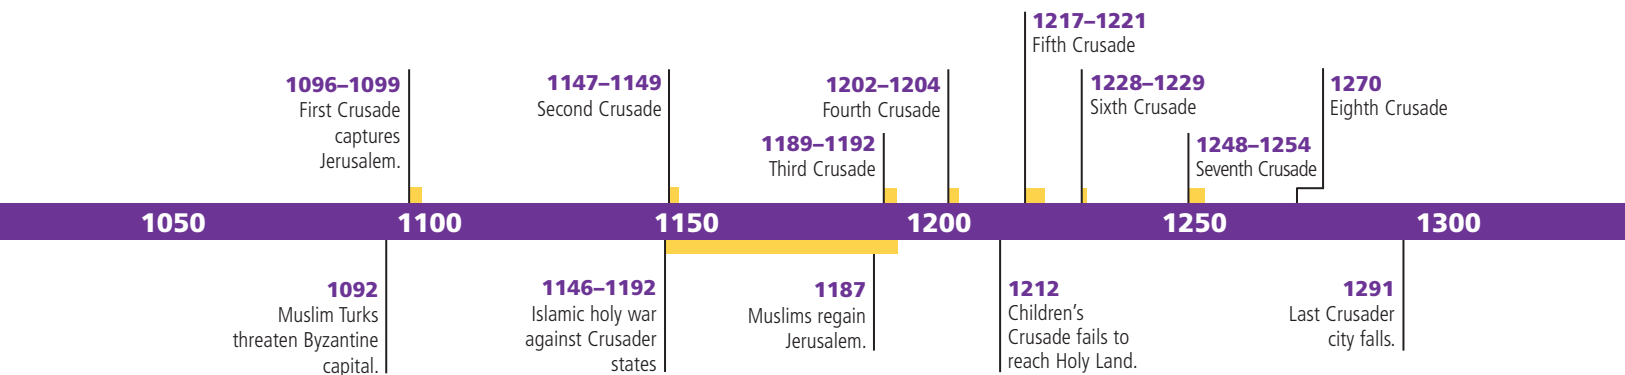 1217–1221
Fifth Crusade
1096–1099
First Crusade
captures
Jerusalem.
1147–1149
Second Crusade
1202–1204
Fourth Crusade
1228–1229
Sixth Crusade
1270
Eighth Crusade
1189–1192
Third Crusade
1248–1254
Seventh Crusade
1050 1100 1150 1200 1250 1300
1092
Muslim Turks
threaten Byzantine
capital.
1146–1192
Islamic holy war
against Crusader
states
1187
Muslims regain
Jerusalem.
1212
Children’s
Crusade fails to
reach Holy Land.
1291
Last Crusader
city falls.